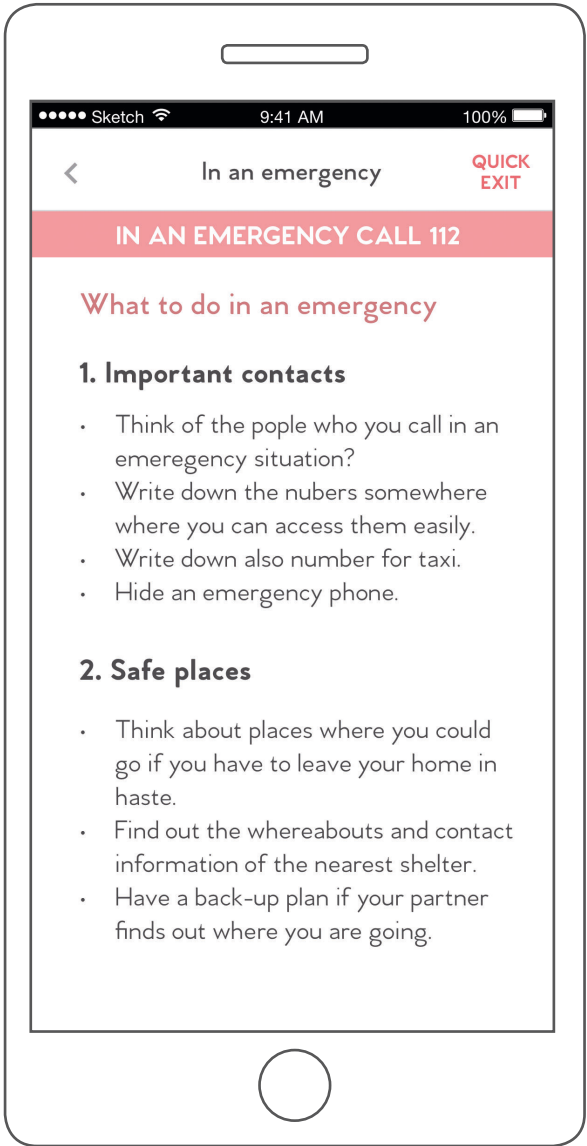 Sketch 9:41 AM 100%
In an emergency
QUICK
EXIT
IN AN EMERGENCY CALL 112
What to do in an emergency
1. Important contacts
• Think of the pople who you call in an
emeregency situation?
• Write down the nubers somewhere
where you can access them easily.
• Write down also number for taxi.
• Hide an emergency phone.
2. Safe places
• Think about places where you could
go if you have to leave your home in
haste.
• Find out the whereabouts and contact
information of the nearest shelter.
• Have a back-up plan if your partner
finds out where you are going.